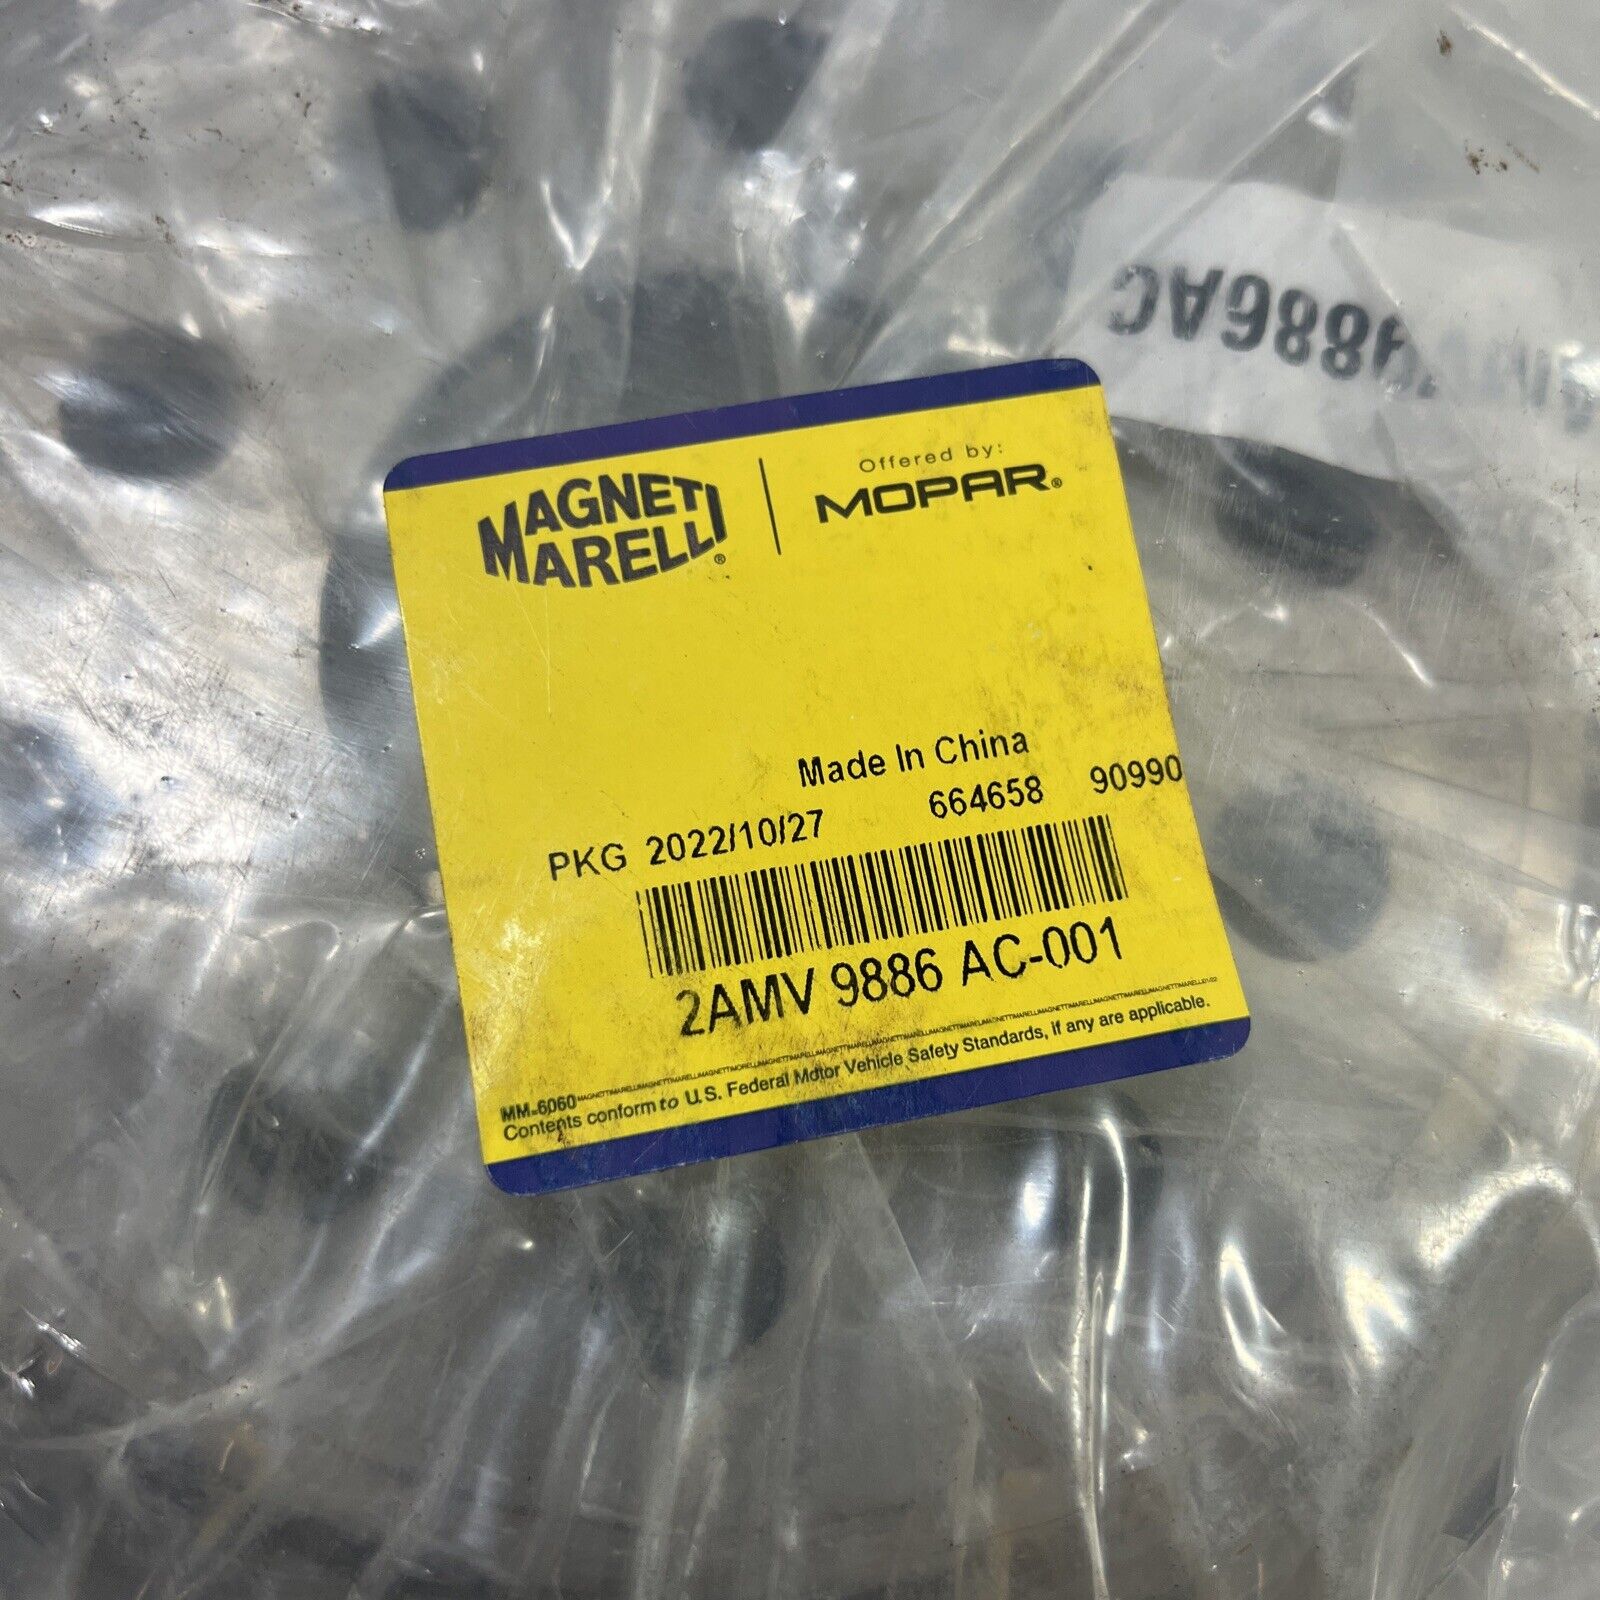 MAGNETI
MARELLI®
Offered by:
MOPAR®
Made In China
664658 90990
PKG 2022/10/27
2AMV 9886 AC-001
MM-6060
Contents conform to U.S. Federal Motor Vehicle Safety Standards, if any are applicable.
9886AC